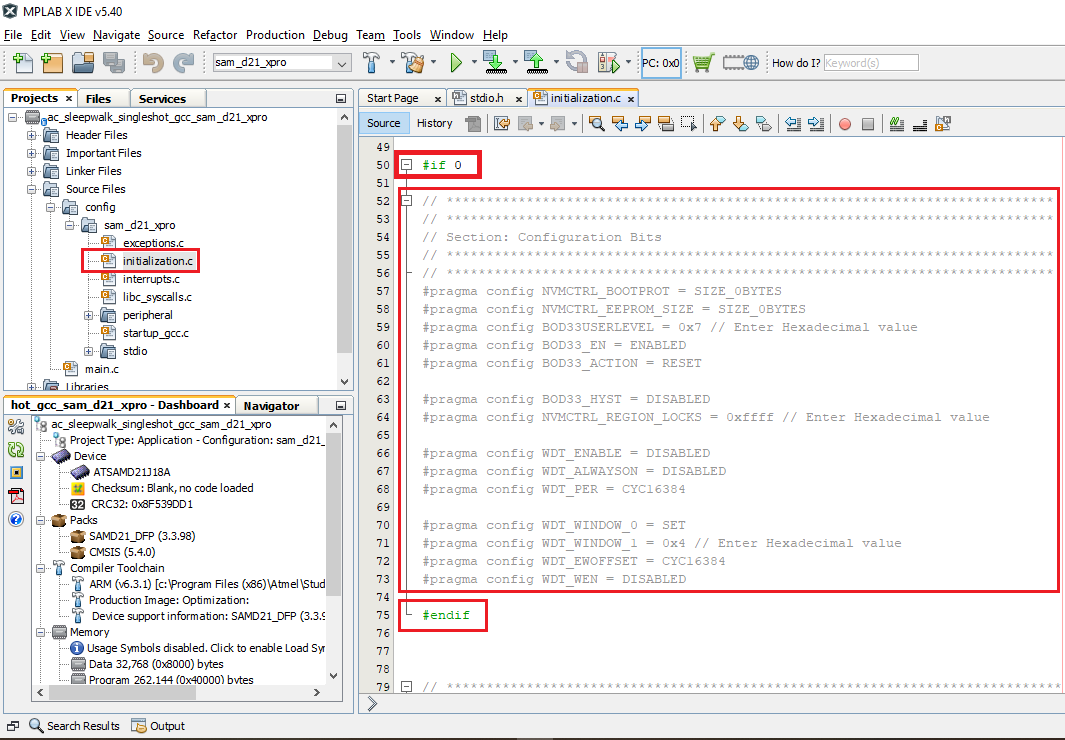 MPLAB X IDE v5.40
File Edit View Navigate Source Refactor Production Debug Team Tools Window Help
sam_d21_xpro
PC: 0x0
How do I? Keyword(s)
Projects × Files Services
ac_sleepwalk_singleshot_gcc_sam_d21_xpro
Header Files
Important Files
Linker Files
Source Files
config
sam_d21_xpro
exceptions.c
initialization.c
interrupts.c
libc_syscalls.c
peripheral
startup_gcc.c
stdio
main.c
Libraries
hot_gcc_sam_d21_xpro - Dashboard × Navigator
ac_sleepwalk_singleshot_gcc_sam_d21_xpro
Project Type: Application - Configuration: sam_d21_
Device
ATSAMD21J18A
Checksum: Blank, no code loaded
32 CRC32: 0x8F539DD1
Packs
SAMD21_DFP (3.3.98)
CMSIS (5.4.0)
Compiler Toolchain
ARM (v6.3.1) [c:\Program Files (x86)\Atmel\Stud
Production Image: Optimization:
Device support information: SAMD21_DFP (3.3.9
Memory
Usage Symbols disabled. Click to enable Load Syr
Data 32,768 (0x8000) bytes
Program 262,144 (0x40000) bytes
Start Page × stdio.h × initialization.c ×
Source History
49
50 #if 0
51
52 // ****************************************************************************
53 // ****************************************************************************
54 // Section: Configuration Bits
55 // ****************************************************************************
56 // ****************************************************************************
57 #pragma config NVMCTRL_BOOTPROT = SIZE_0BYTES
58 #pragma config NVMCTRL_EEPROM_SIZE = SIZE_0BYTES
59 #pragma config BOD33USERLEVEL = 0x7 // Enter Hexadecimal value
60 #pragma config BOD33_EN = ENABLED
61 #pragma config BOD33_ACTION = RESET
62
63 #pragma config BOD33_HYST = DISABLED
64 #pragma config NVMCTRL_REGION_LOCKS = 0xffff // Enter Hexadecimal value
65
66 #pragma config WDT_ENABLE = DISABLED
67 #pragma config WDT_ALWAYSON = DISABLED
68 #pragma config WDT_PER = CYC16384
69
70 #pragma config WDT_WINDOW_0 = SET
71 #pragma config WDT_WINDOW_1 = 0x4 // Enter Hexadecimal value
72 #pragma config WDT_EWOFFSET = CYC16384
73 #pragma config WDT_WEN = DISABLED
74
75 #endif
76
77
78
79 // ****************************************************************************
Search Results Output